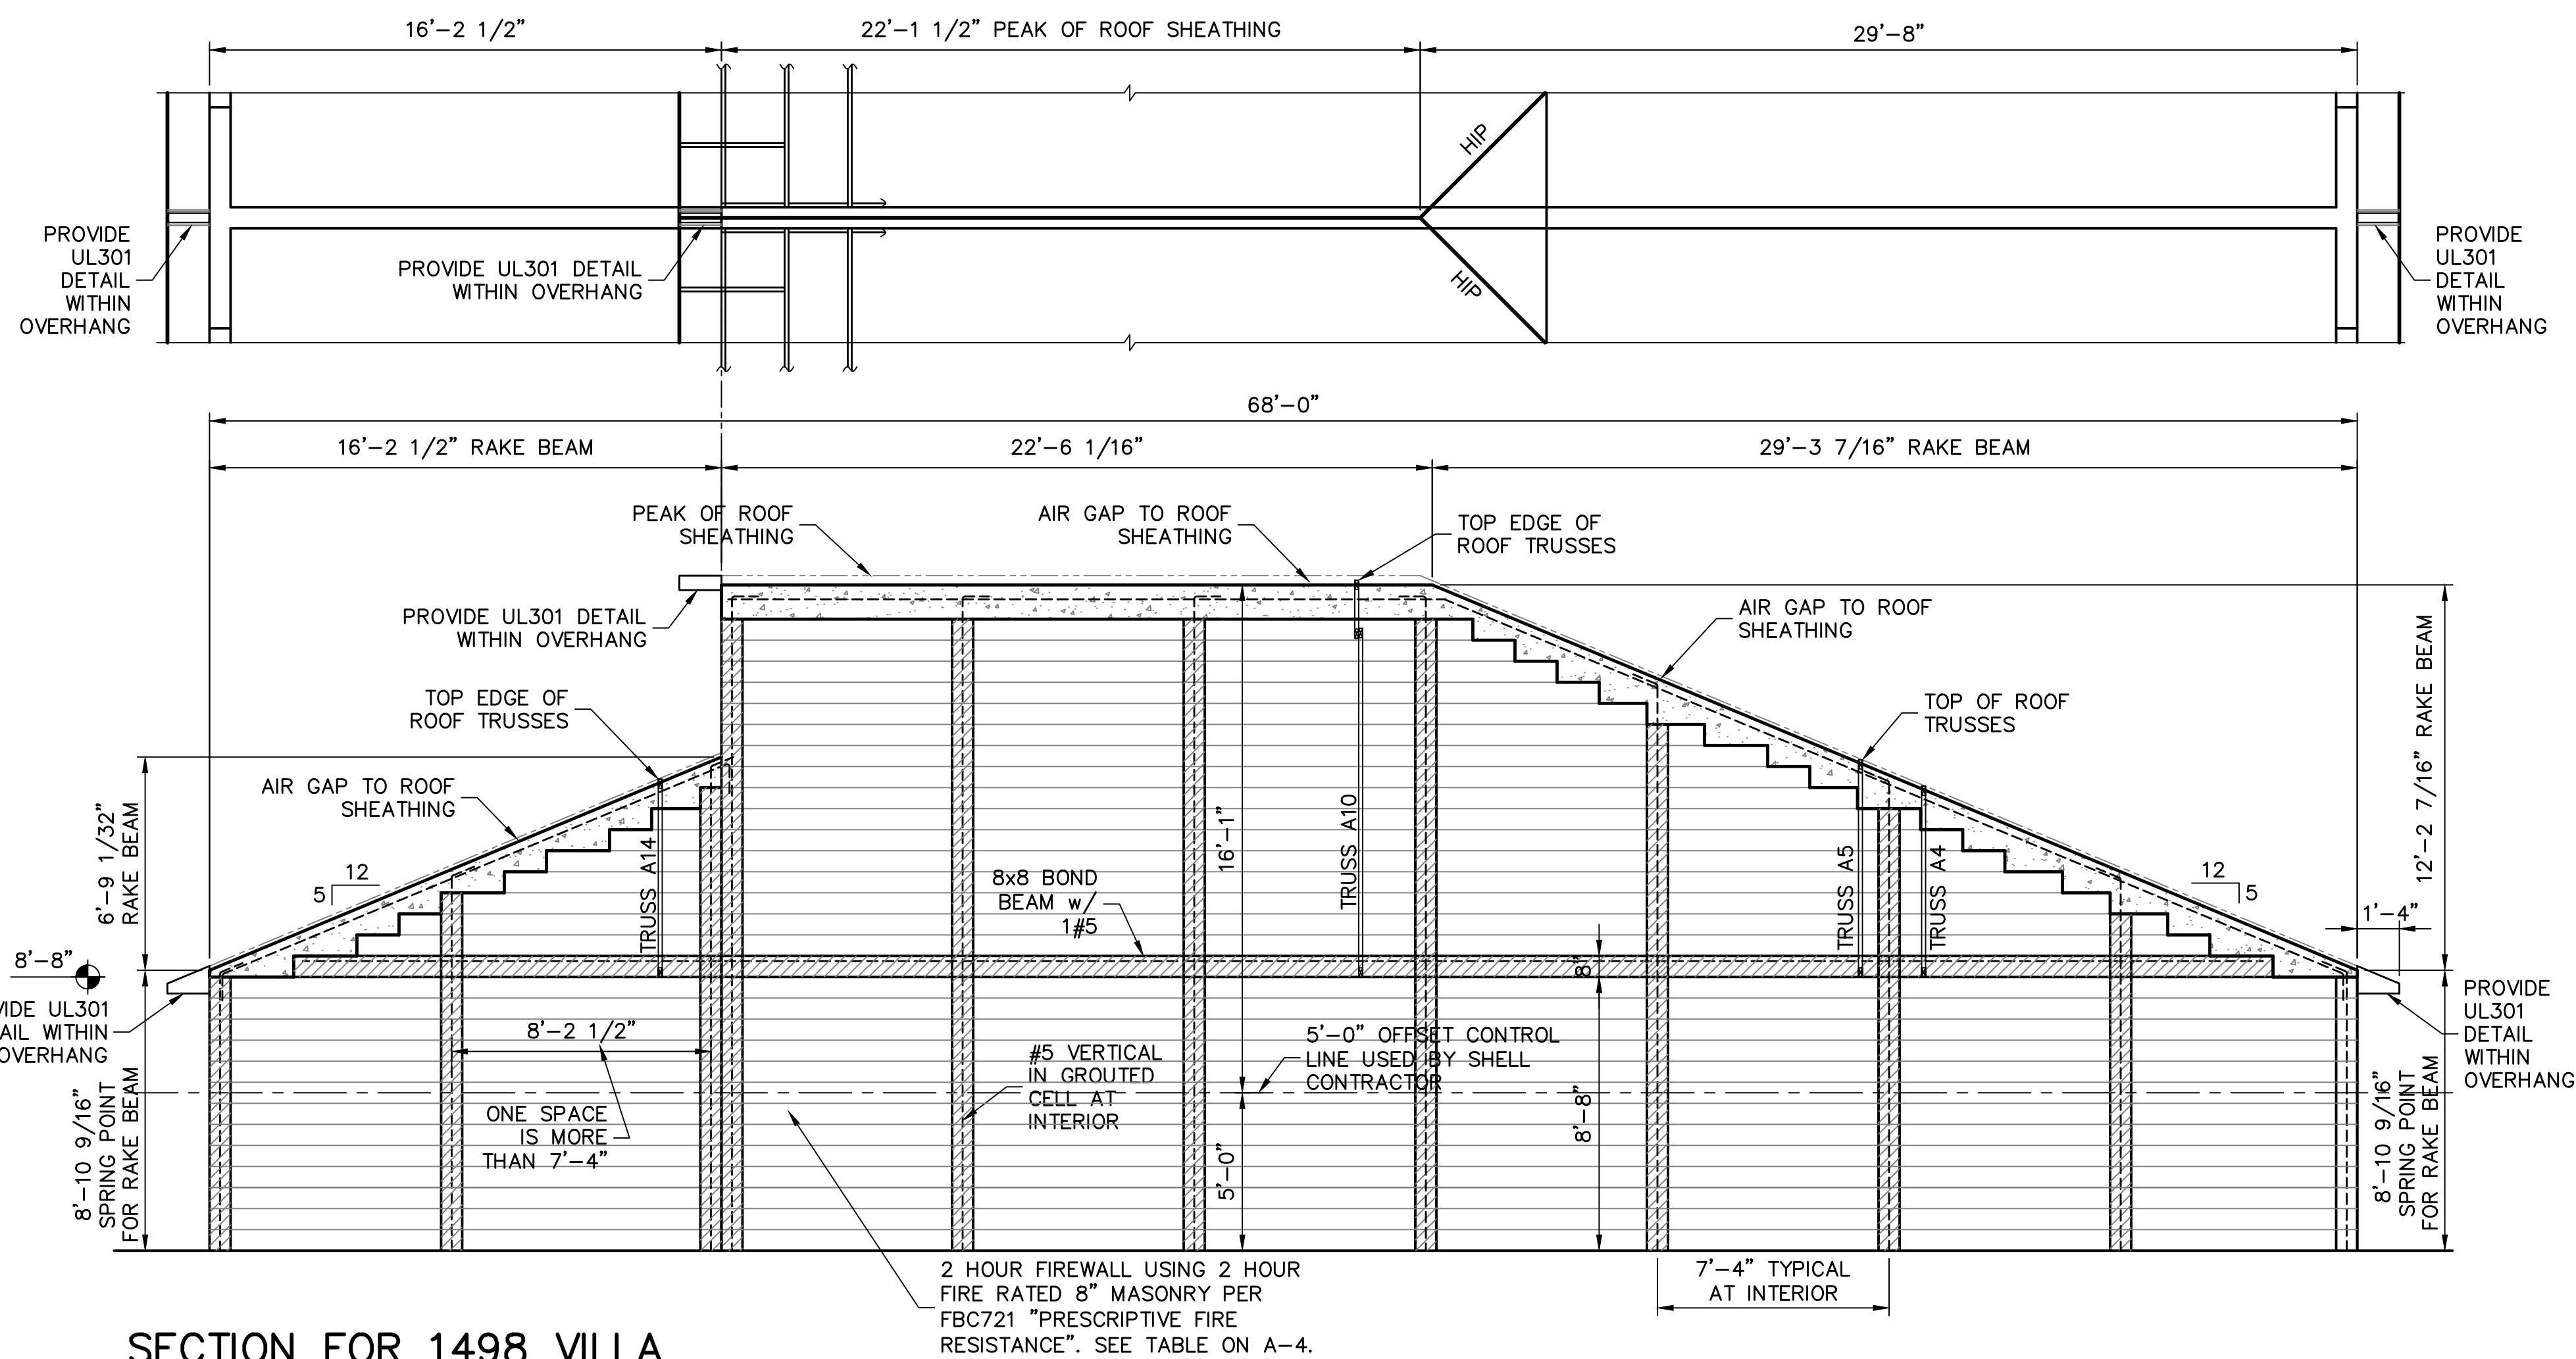 16'-2 1/2"
22'-1 1/2" PEAK OF ROOF SHEATHING
29'-8"
HIP
HIP
PROVIDE
UL301
DETAIL
WITHIN
OVERHANG
PROVIDE UL301 DETAIL
WITHIN OVERHANG
PROVIDE
UL301
DETAIL
WITHIN
OVERHANG
68'-0"
16'-2 1/2" RAKE BEAM
22'-6 1/16"
29'-3 7/16" RAKE BEAM
PEAK OF ROOF
SHEATHING
AIR GAP TO ROOF
SHEATHING
TOP EDGE OF
ROOF TRUSSES
PROVIDE UL301 DETAIL
WITHIN OVERHANG
AIR GAP TO ROOF
SHEATHING
TOP EDGE OF
ROOF TRUSSES
TOP OF ROOF
TRUSSES
AIR GAP TO ROOF
SHEATHING
6'-9 1/32"
RAKE BEAM
12
5
TRUSS A14
8x8 BOND
BEAM w/
1#5
16'-1"
TRUSS A10
TRUSS A5
TRUSS A4
12
5
12'-2 7/16" RAKE BEAM
1'-4"
8'-8"
8"
VIDE UL301
AIL WITHIN
OVERHANG
8'-2 1/2"
ONE SPACE
IS MORE
THAN 7'-4"
#5 VERTICAL
IN GROUTED
CELL AT
INTERIOR
5'-0" OFFSET CONTROL
LINE USED BY SHELL
CONTRACTOR
PROVIDE
UL301
DETAIL
WITHIN
OVERHANG
8'-10 9/16"
SPRING POINT
FOR RAKE BEAM
5'-0"
8'-8"
8'-10 9/16"
SPRING POINT
FOR RAKE BEAM
2 HOUR FIREWALL USING 2 HOUR
FIRE RATED 8" MASONRY PER
FBC721 "PRESCRIPTIVE FIRE
RESISTANCE". SEE TABLE ON A-4.
7'-4" TYPICAL
AT INTERIOR
SECTION FOR 1498 VILLA